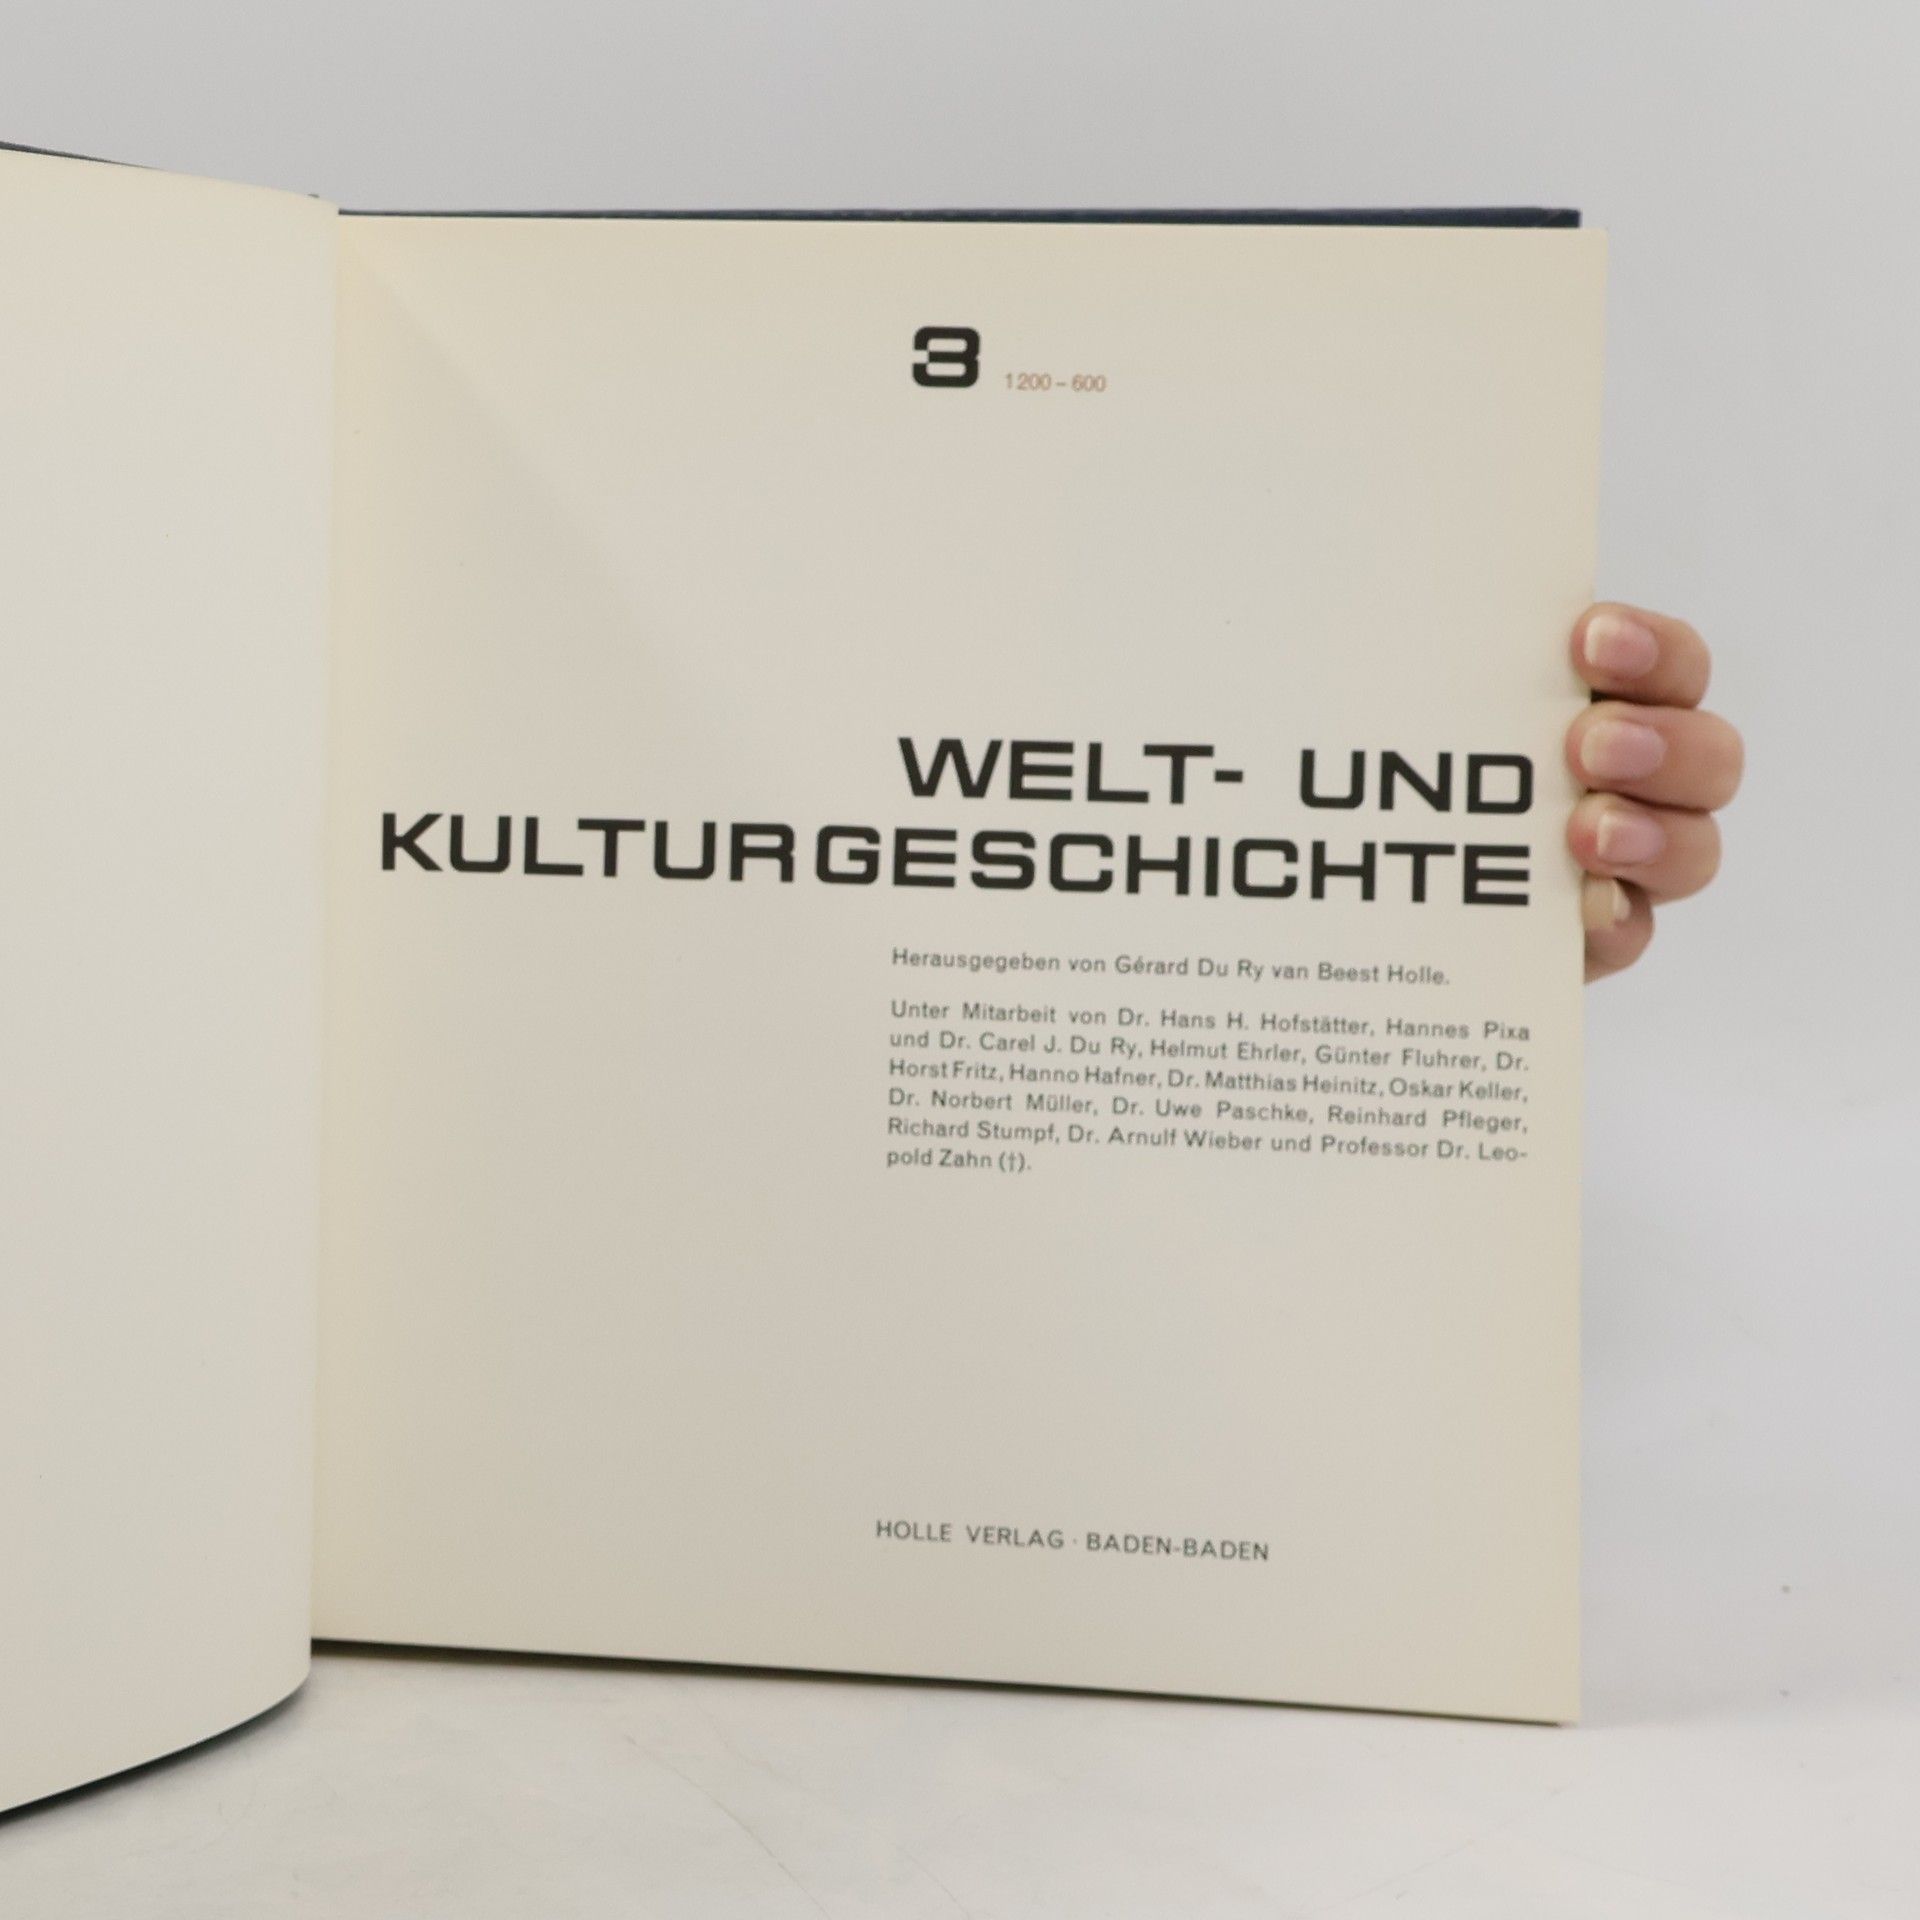 3 1200 – 600
WELT- UND
KULTURGESCHICHTE
Herausgegeben von Gérard Du Ry van Beest Holle.
Unter Mitarbeit von Dr. Hans H. Hofstätter, Hannes Pixa
und Dr. Carel J. Du Ry, Helmut Ehrler, Günter Fluhrer, Dr.
Horst Fritz, Hanno Hafner, Dr. Matthias Heinitz, Oskar Keller,
Dr. Norbert Müller, Dr. Uwe Paschke, Reinhard Pfleger,
Richard Stumpf, Dr. Arnulf Wieber und Professor Dr. Leo-
pold Zahn (†).
HOLLE VERLAG · BADEN-BADEN